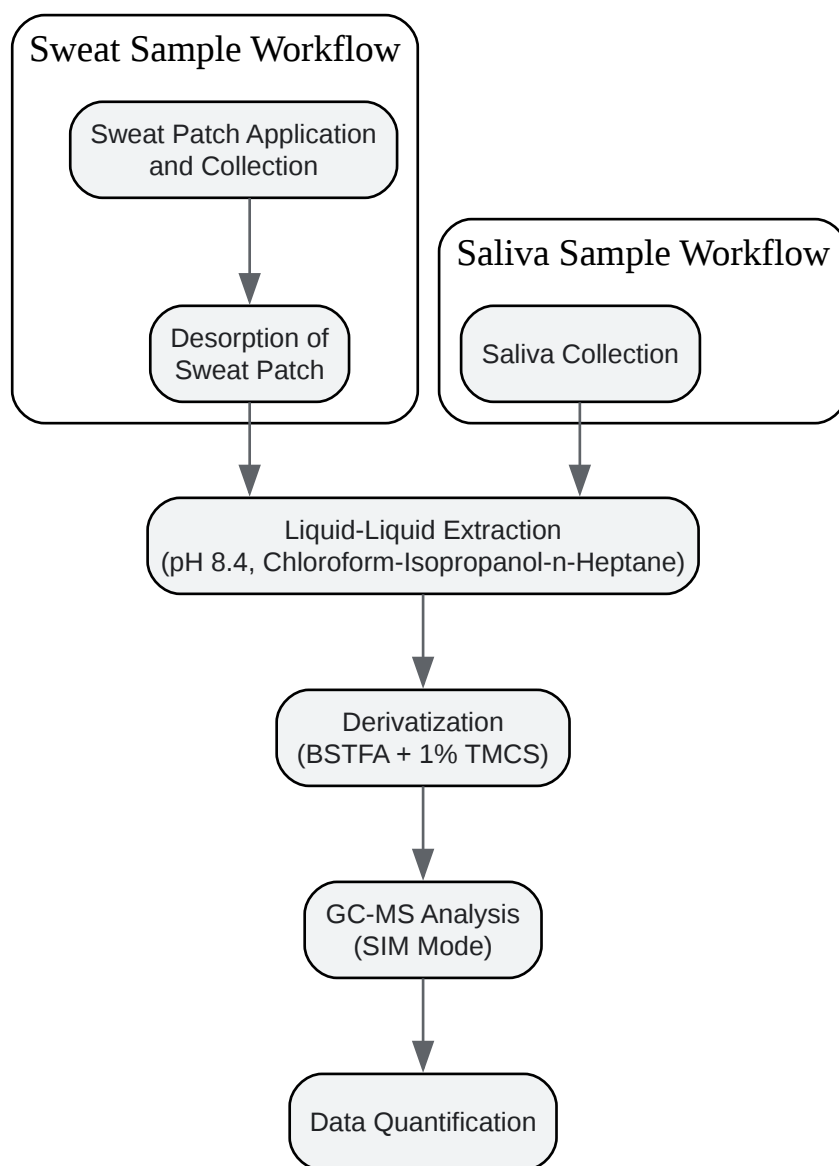 Sweat Sample Workflow
Sweat Patch Application
and Collection
Desorption of
Sweat Patch
Saliva Sample Workflow
Saliva Collection
Liquid-Liquid Extraction
(pH 8.4, Chloroform-Isopropanol-n-Heptane)
Derivatization
(BSTFA + 1% TMCS)
GC-MS Analysis
(SIM Mode)
Data Quantification